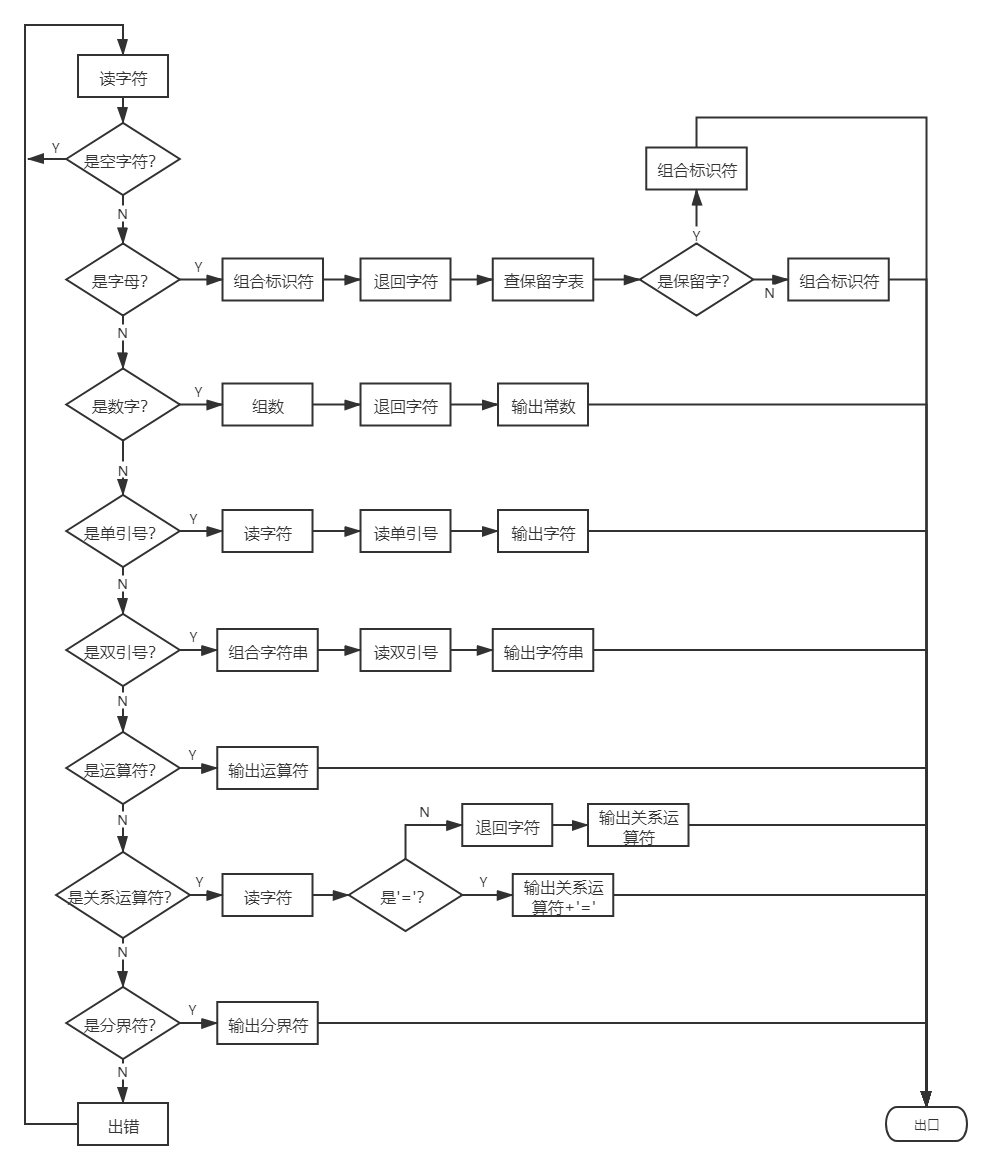 读字符
Y
是空字符?
组合标识符
N
Y
是字母?
Y
组合标识符
退回字符
查保留字表
是保留字?
N
组合标识符
N
是数字?
Y
组数
退回字符
输出常数
N
是单引号?
Y
读字符
读单引号
输出字符
N
是双引号?
Y
组合字符串
读双引号
输出字符串
N
是运算符?
Y
输出运算符
N
N
退回字符
输出关系运
算符
是关系运算符?
Y
读字符
是'='?
Y
输出关系运
算符+'='
N
是分界符?
Y
输出分界符
N
出错
出口